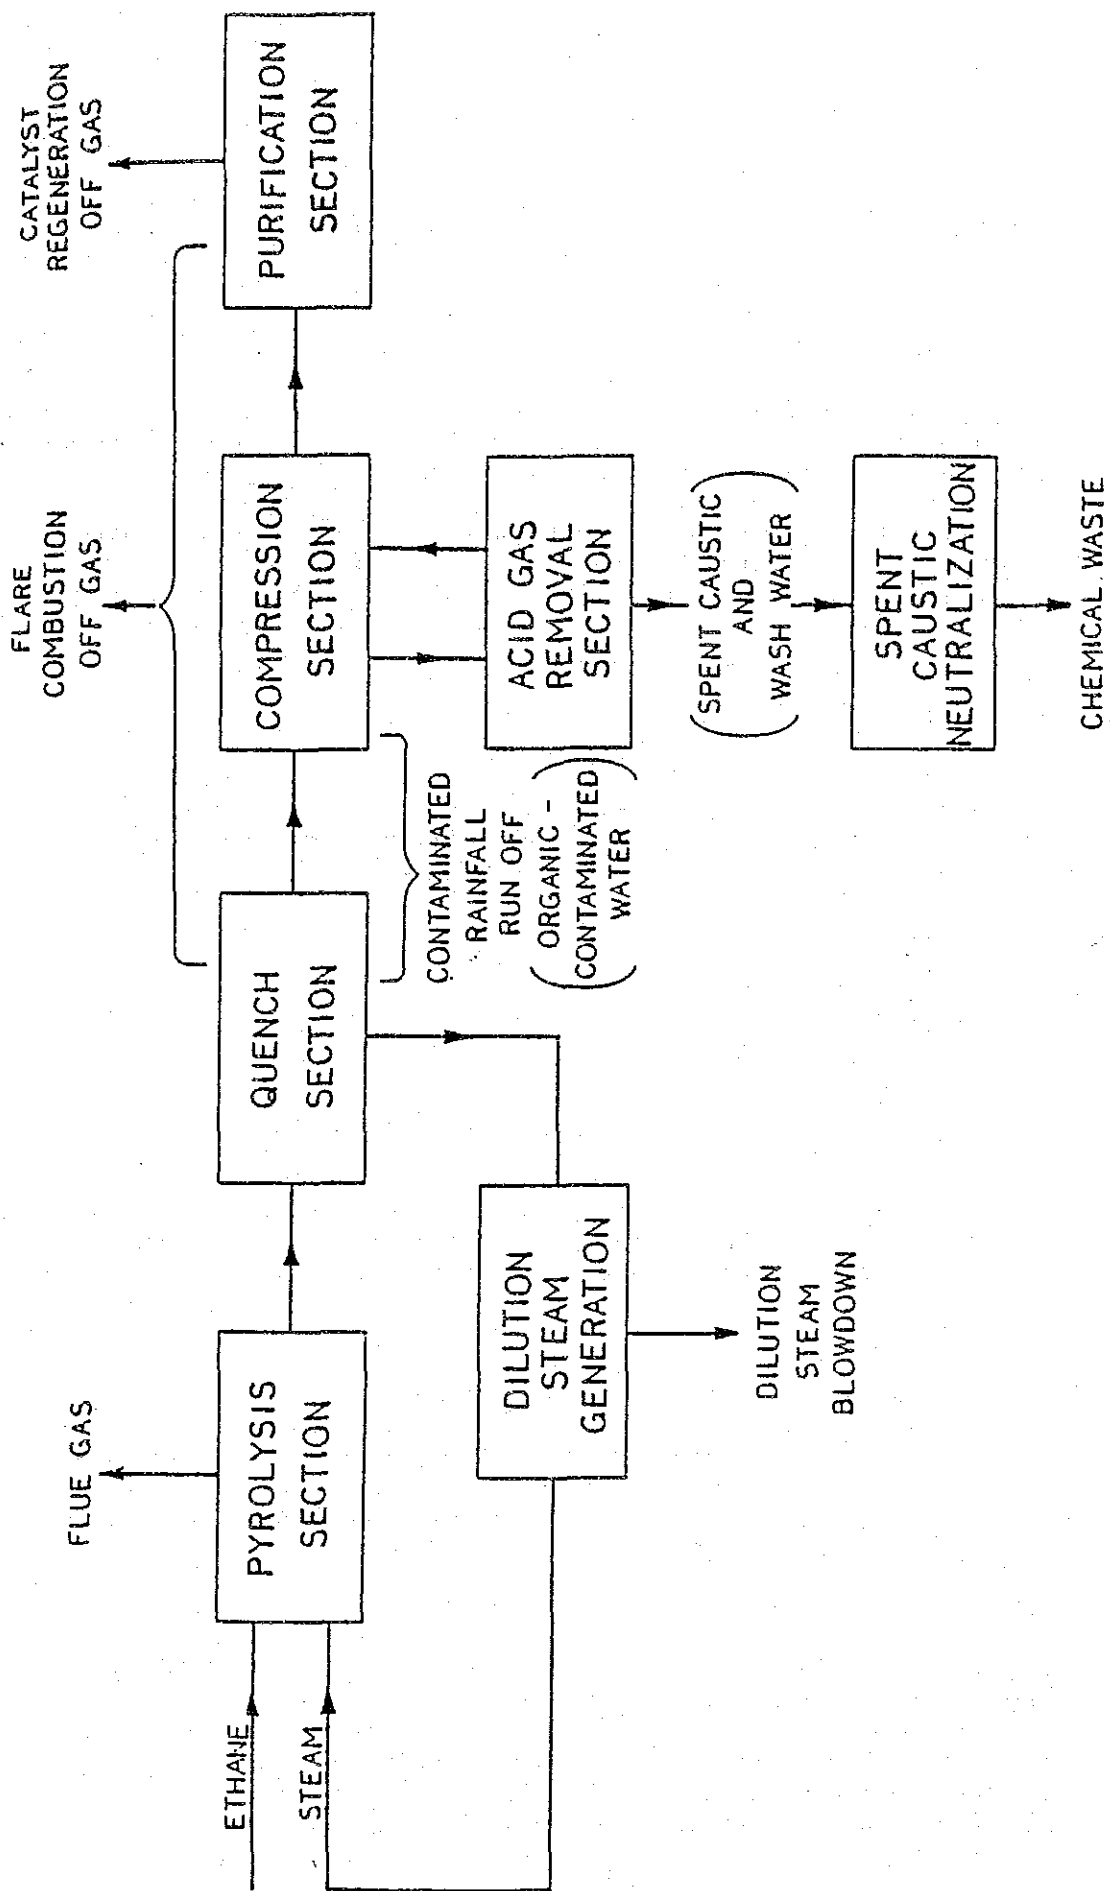 FLARE
COMBUSTION
OFF GAS
CATALYST
REGENERATION
OFF GAS
FLUE GAS
ETHANE
STEAM
PYROLYSIS
SECTION
QUENCH
SECTION
COMPRESSION
SECTION
PURIFICATION
SECTION
CONTAMINATED
RAINFALL
RUN OFF
(ORGANIC -
CONTAMINATED
WATER)
DILUTION
STEAM
GENERATION
ACID GAS
REMOVAL
SECTION
DILUTION
STEAM
BLOWDOWN
(SPENT CAUSTIC
AND
WASH WATER)
SPENT
CAUSTIC
NEUTRALIZATION
CHEMICAL WASTE